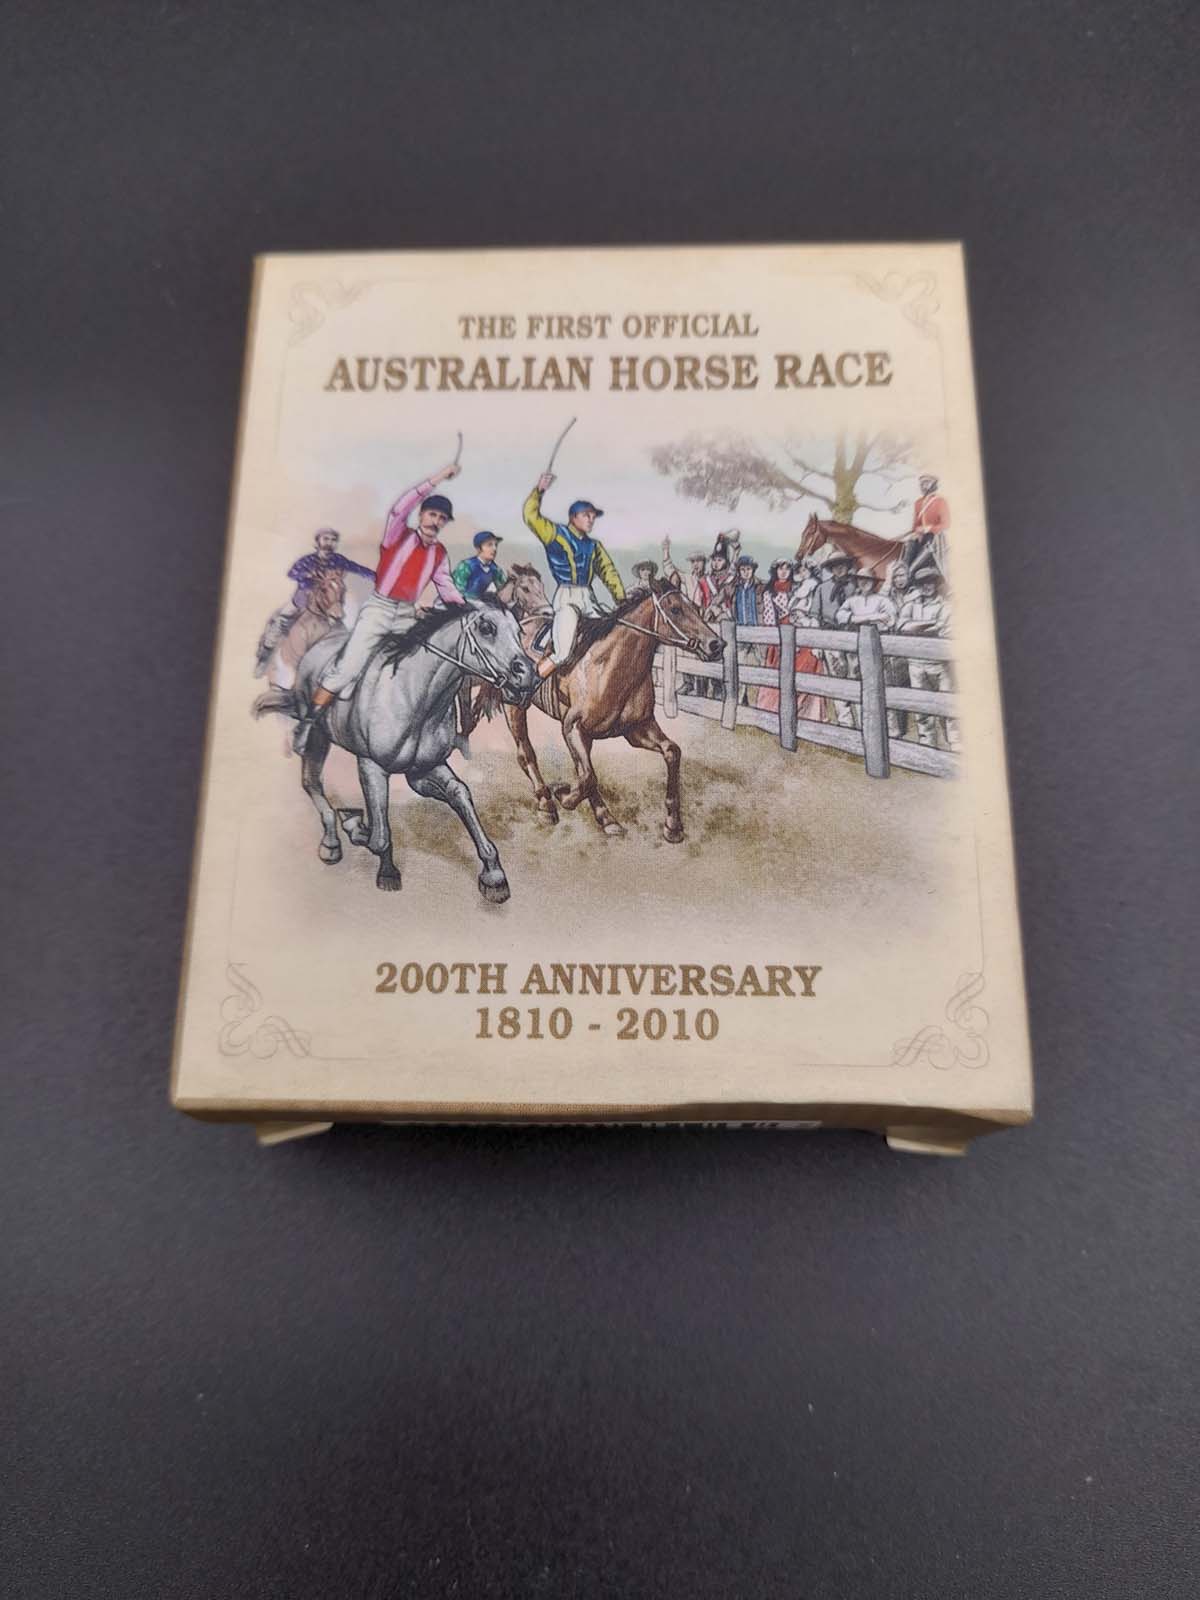 THE FIRST OFFICIAL
AUSTRALIAN HORSE RACE
200TH ANNIVERSARY
1810 - 2010